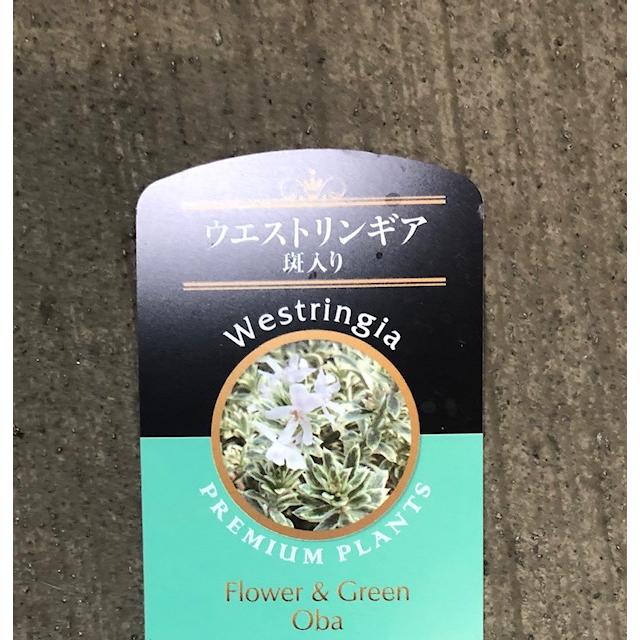 ウエストリンギア
斑入り
Westringia
PREMIUM PLANTS
Flower & Green
Oba